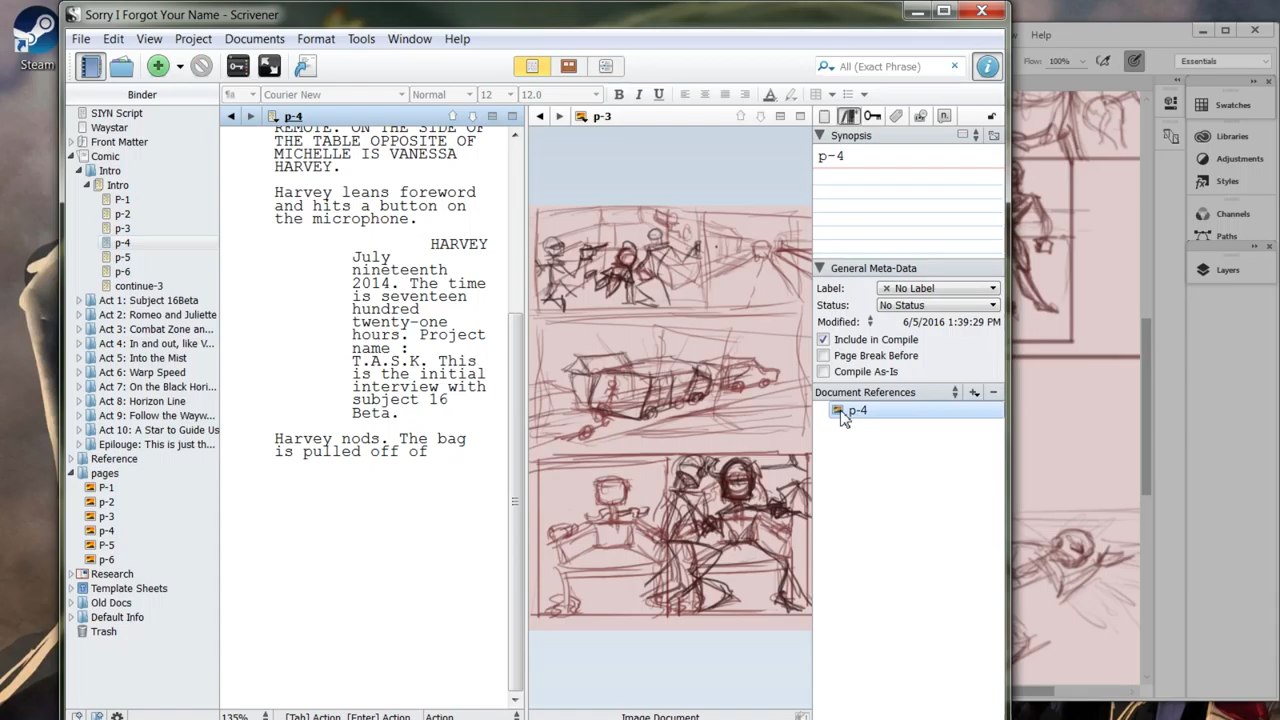 Steam
Sorry I Forgot Your Name - Scrivener
File Edit View Project Documents Format Tools Window Help
Help
All (Exact Phrase)
Flow: 100%
Essentials
Binder
Courier New Normal 12 12.0 B I U A
SIYN Script
Waystar
Front Matter
Comic
Intro
Intro
P-1
p-2
p-3
p-4
p-5
p-6
continue-3
Act 1: Subject 16Beta
Act 2: Romeo and Juliette
Act 3: Combat Zone an...
Act 4: In and out, like V...
Act 5: Into the Mist
Act 6: Warp Speed
Act 7: On the Black Hori...
Act 8: Horizon Line
Act 9: Follow the Wayw...
Act 10: A Star to Guide Us
Epilouge: This is just th...
Reference
pages
P-1
p-2
p-3
p-4
P-5
p-6
Research
Template Sheets
Old Docs
Default Info
Trash
p-4
REMOTE. ON THE SIDE OF
THE TABLE OPPOSITE OF
MICHELLE IS VANESSA
HARVEY.
Harvey leans foreword
and hits a button on
the microphone.
HARVEY
July
nineteenth
2014. The time
is seventeen
hundred
twenty-one
hours. Project
name :
T.A.S.K. This
is the initial
interview with
subject 16
Beta.
Harvey nods. The bag
is pulled off of
135% [Tab] Action, [Enter] Action Action
p-3
Image Document
Synopsis
p-4
General Meta-Data
Label: No Label
Status: No Status
Modified: 6/5/2016 1:39:29 PM
Include in Compile
Page Break Before
Compile As-Is
Document References
p-4
Swatches
Libraries
Adjustments
Styles
Channels
Paths
Layers